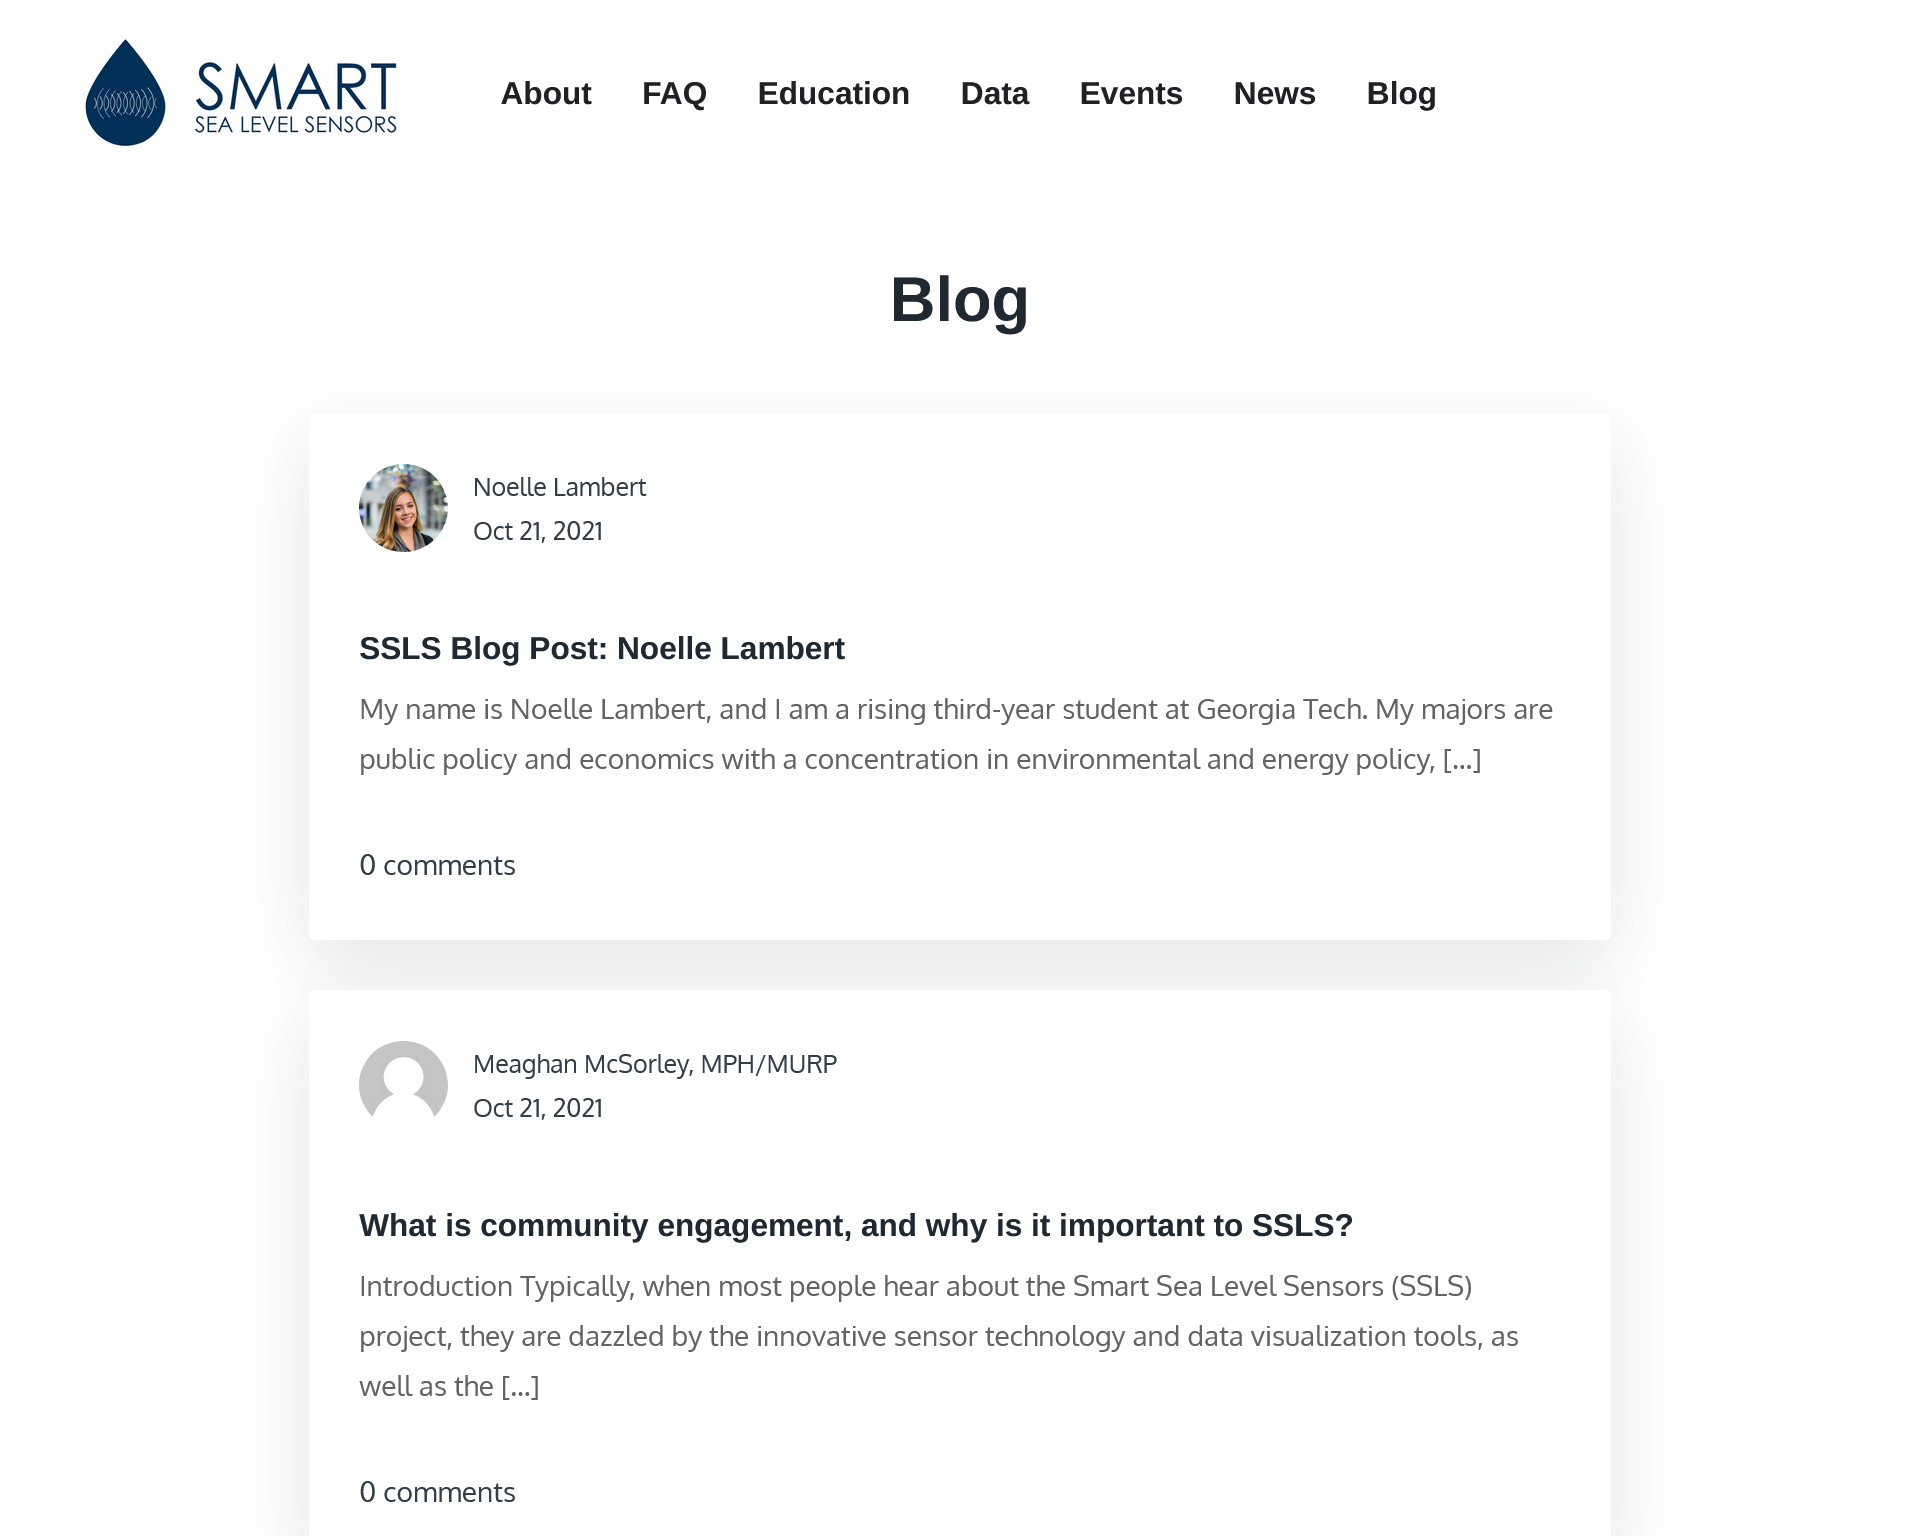 SMART
SEA LEVEL SENSORS
About FAQ Education Data Events News Blog
Blog
Noelle Lambert
Oct 21, 2021
SSLS Blog Post: Noelle Lambert
My name is Noelle Lambert, and I am a rising third-year student at Georgia Tech. My majors are
public policy and economics with a concentration in environmental and energy policy, [...]
0 comments
Meaghan McSorley, MPH/MURP
Oct 21, 2021
What is community engagement, and why is it important to SSLS?
Introduction Typically, when most people hear about the Smart Sea Level Sensors (SSLS)
project, they are dazzled by the innovative sensor technology and data visualization tools, as
well as the [...]
0 comments